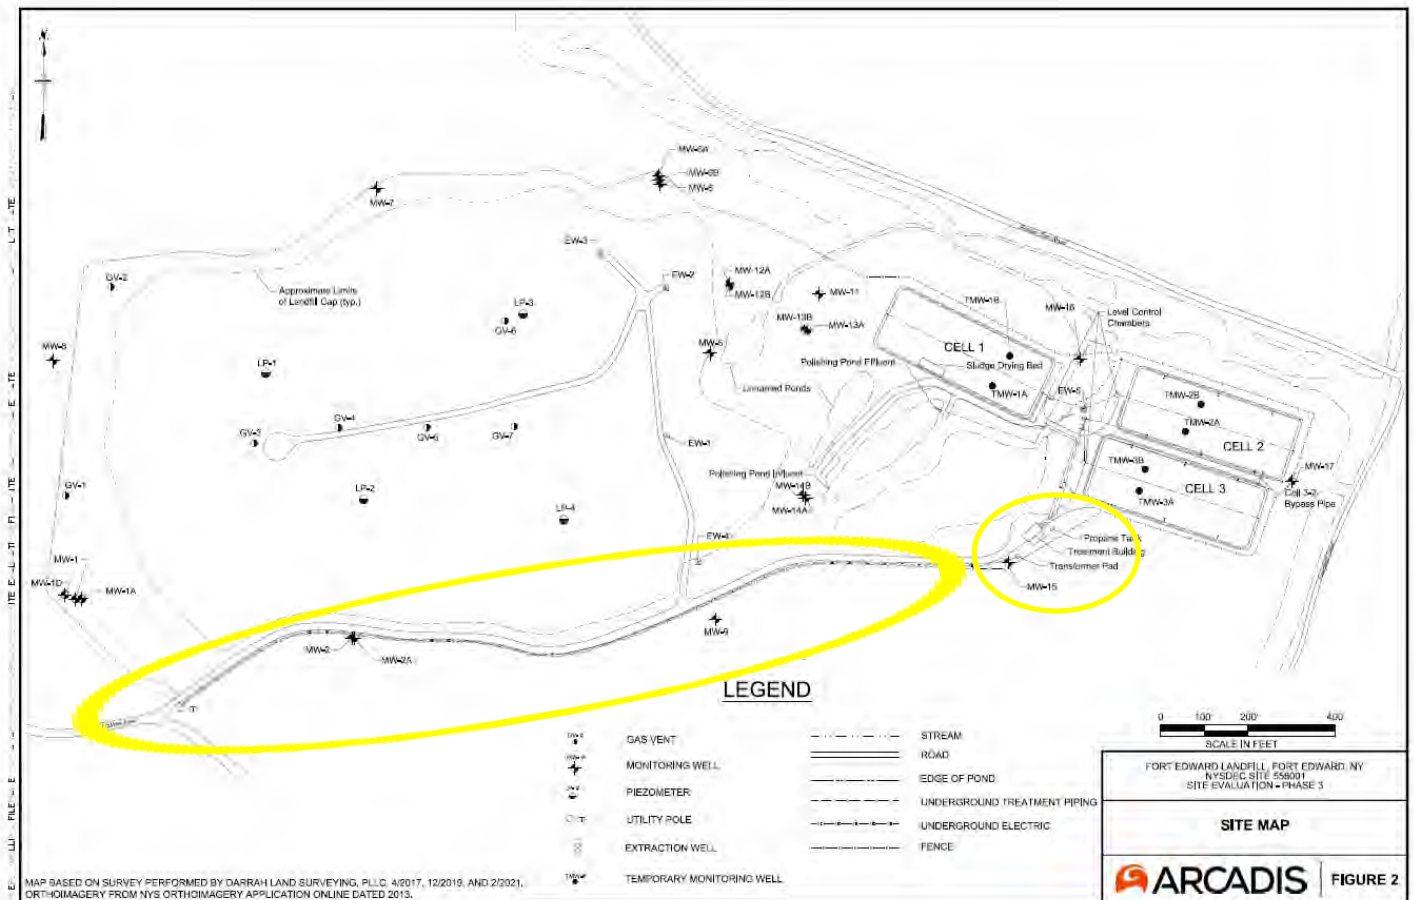 N
MW-6A
MW-6B
MW-6
MW-7
EW-3
EW-2
MW-12A
MW-12B
MW-11
GV-2
Approximate Limits
of Landfill Cap (typ.)
LP-3
GV-6
MW-13B
MW-13A
TMW-1B
MW-16
Level Control
Chambers
MW-8
MW-5
CELL 1
LP-1
Polishing Pond Effluent
Sludge Drying Bed
Unnamed Ponds
TMW-1A
EW-5
TMW-2B
GV-4
TMW-2A
GV-3
GV-5
GV-7
EW-1
CELL 2
TMW-3B
MW-17
Polishing Pond Influent
GV-1
LP-2
MW-14B
CELL 3
Cell 3-2
Bypass Pipe
MW-14A
TMW-3A
LP-4
EW-4
Propane Tank
Treatment Building
Transformer Pad
MW-1
MW-1D
MW-1A
MW-15
MW-9
MW-2
MW-2A
LEGEND
GAS VENT
MONITORING WELL
PIEZOMETER
UTILITY POLE
EXTRACTION WELL
TEMPORARY MONITORING WELL
STREAM
ROAD
EDGE OF POND
UNDERGROUND TREATMENT PIPING
UNDERGROUND ELECTRIC
FENCE
0 100 200 400
SCALE IN FEET
FORT EDWARD LANDFILL, FORT EDWARD, NY
NYSDEC SITE 558001
SITE EVALUATION - PHASE 3
SITE MAP
ARCADIS
FIGURE 2
MAP BASED ON SURVEY PERFORMED BY DARRAH LAND SURVEYING, PLLC, 4/2017, 12/2019, AND 2/2021.
ORTHOIMAGERY FROM NYS ORTHOIMAGERY APPLICATION ONLINE DATED 2013.